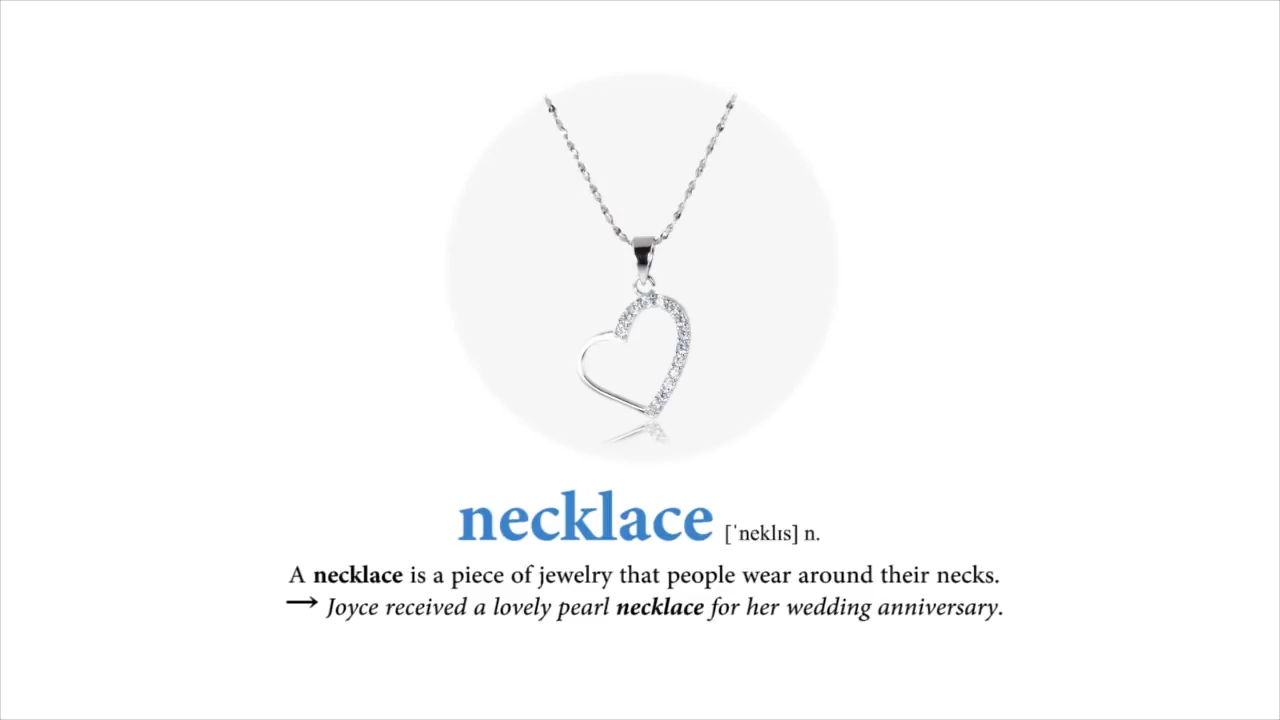 necklace [ˈneklɪs] n.
A necklace is a piece of jewelry that people wear around their necks.
→ Joyce received a lovely pearl necklace for her wedding anniversary.